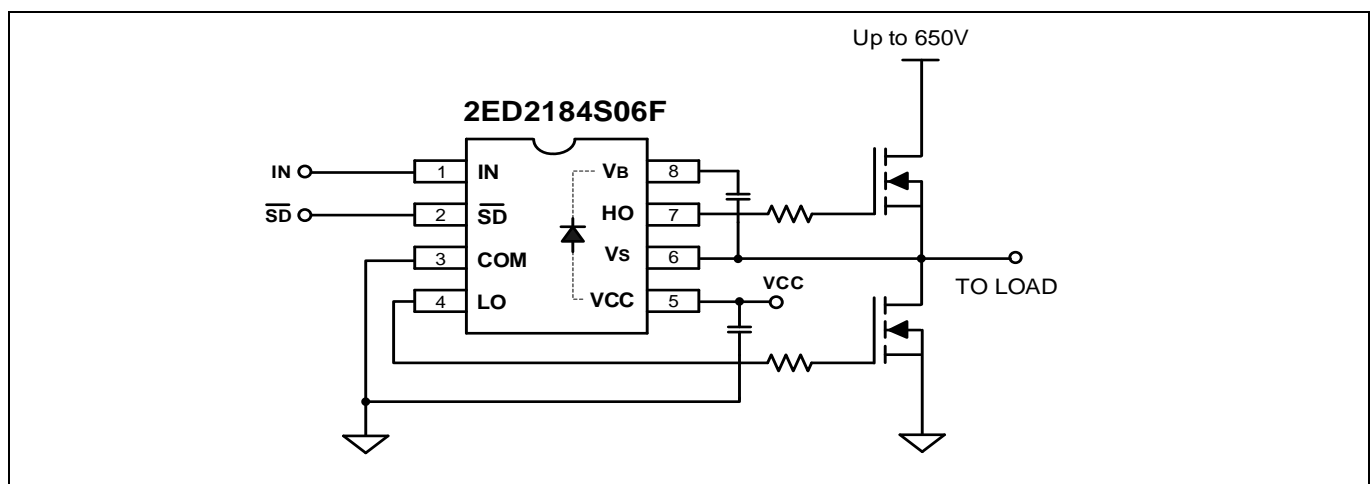 Up to 650V
2ED2184S06F
IN 1 IN VB 8
SD 2 SD HO 7
3 COM VS 6
TO LOAD
VCC
4 LO VCC 5